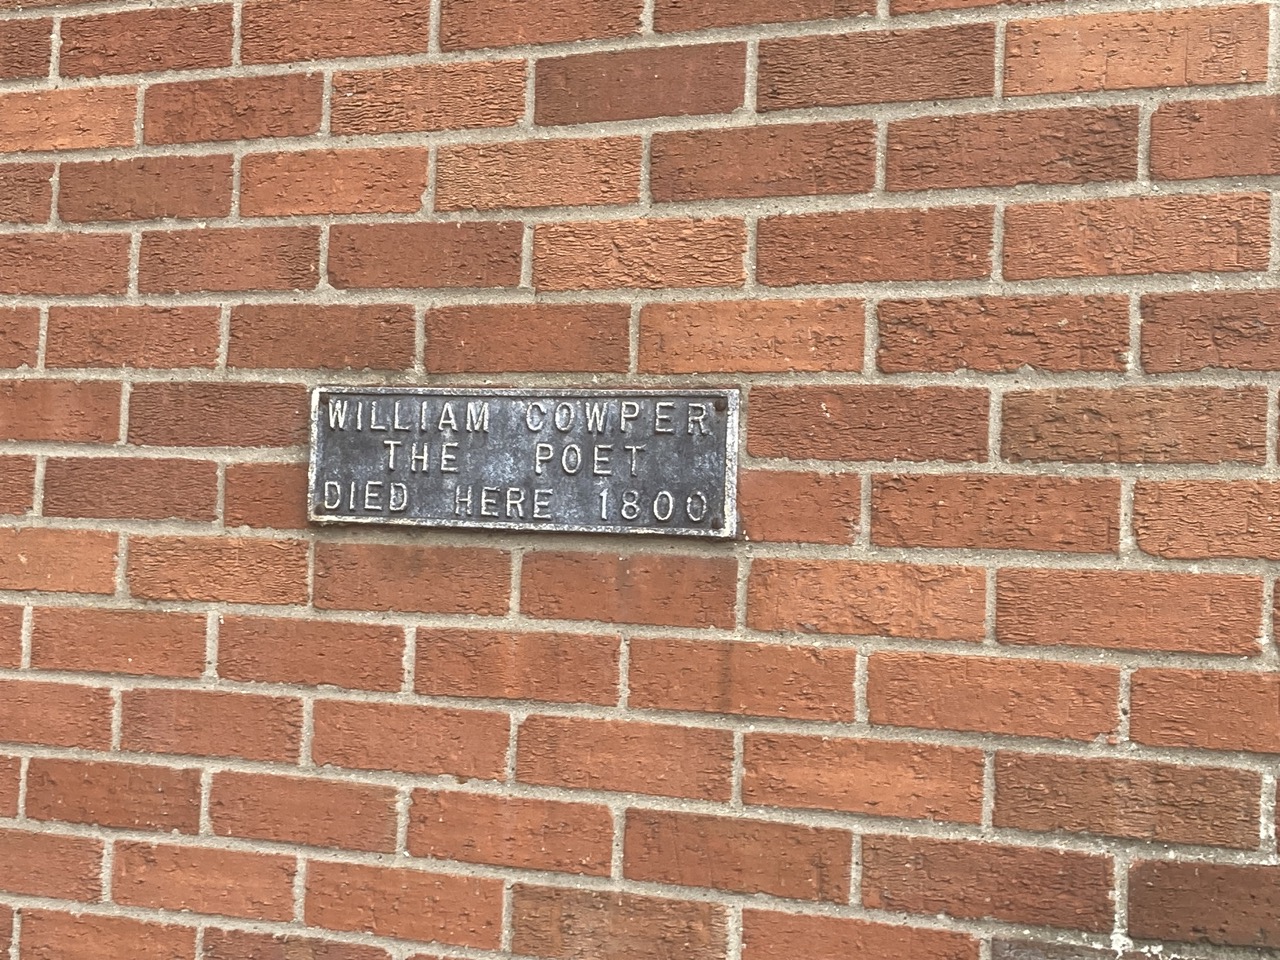 WILLIAM COWPER
THE POET
DIED HERE 1800